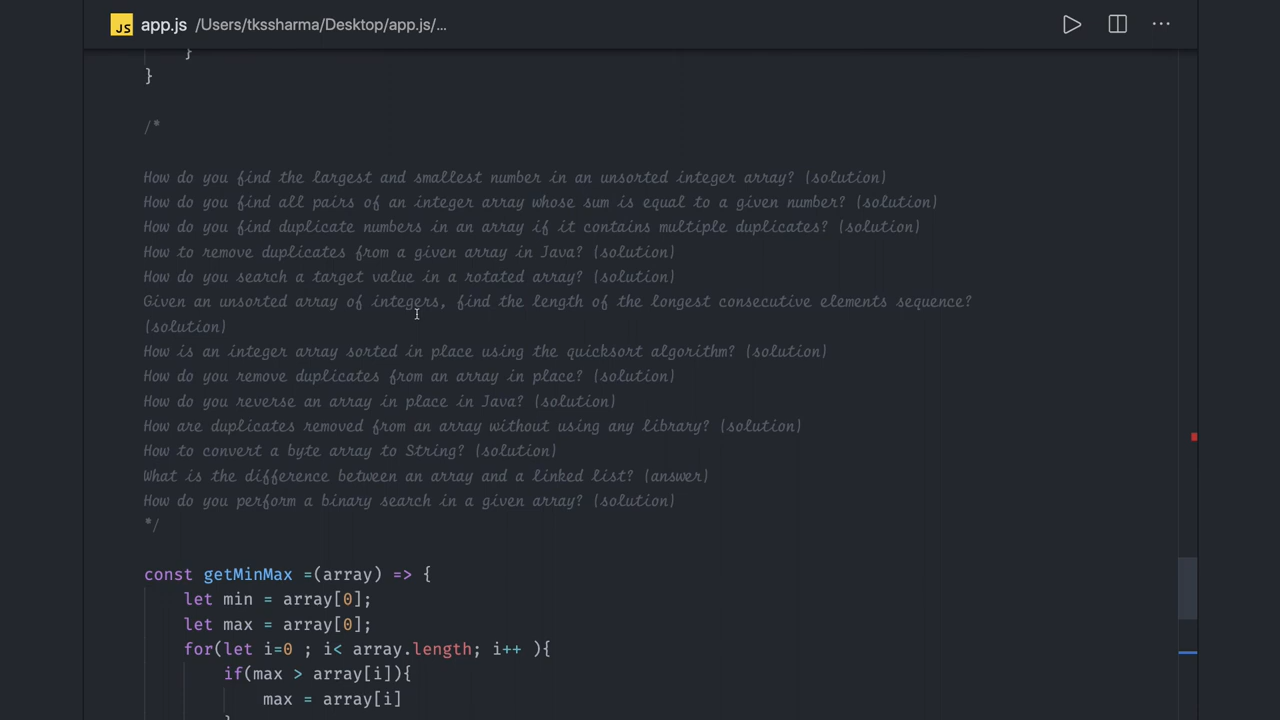 JS app.js /Users/tkssharma/Desktop/app.js/...
}
}
/*
How do you find the largest and smallest number in an unsorted integer array? (solution)
How do you find all pairs of an integer array whose sum is equal to a given number? (solution)
How do you find duplicate numbers in an array if it contains multiple duplicates? (solution)
How to remove duplicates from a given array in Java? (solution)
How do you search a target value in a rotated array? (solution)
Given an unsorted array of integers, find the length of the longest consecutive elements sequence?
(solution)
How is an integer array sorted in place using the quicksort algorithm? (solution)
How do you remove duplicates from an array in place? (solution)
How do you reverse an array in place in Java? (solution)
How are duplicates removed from an array without using any library? (solution)
How to convert a byte array to String? (solution)
What is the difference between an array and a linked list? (answer)
How do you perform a binary search in a given array? (solution)
*/
const getMinMax =(array) => {
let min = array[0];
let max = array[0];
for(let i=0 ; i< array.length; i++ ){
if(max > array[i]){
max = array[i]
}